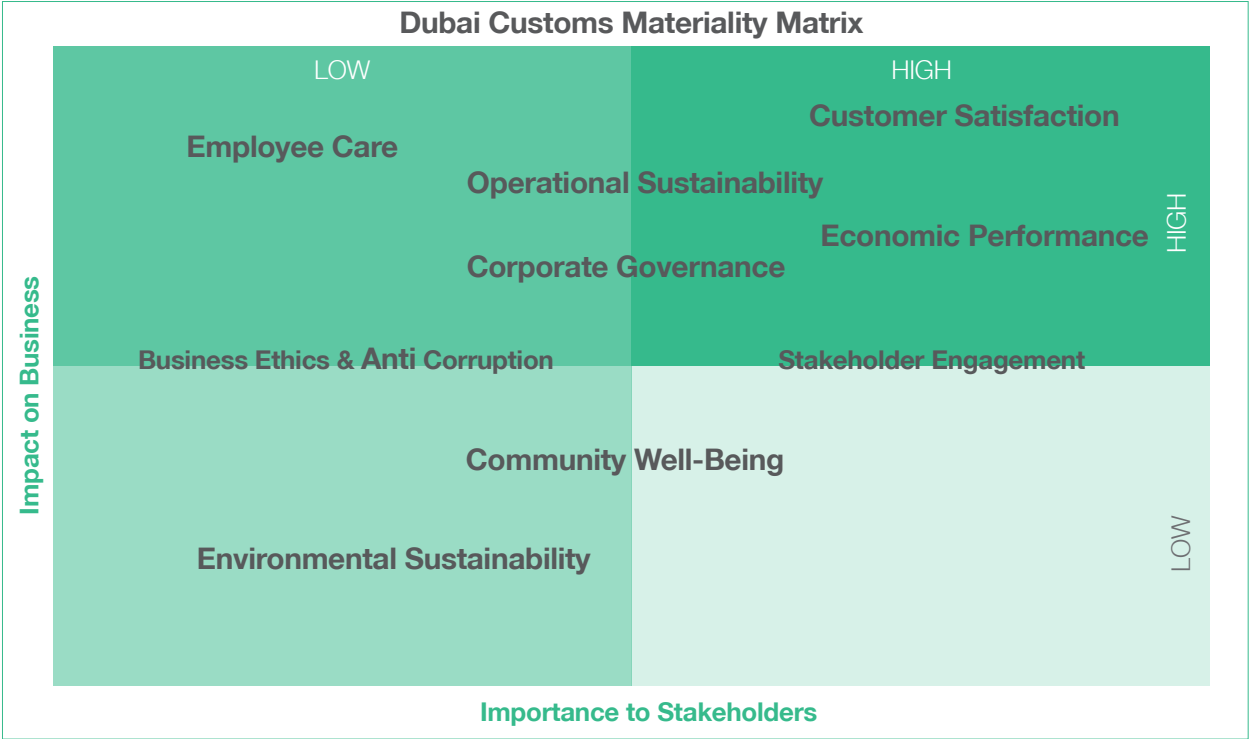 Dubai Customs Materiality Matrix
LOW
HIGH
Customer Satisfaction
Employee Care
Operational Sustainability
HIGH
Economic Performance
Corporate Governance
Business Ethics & Anti Corruption
Stakeholder Engagement
Impact on Business
Community Well-Being
LOW
Environmental Sustainability
Importance to Stakeholders